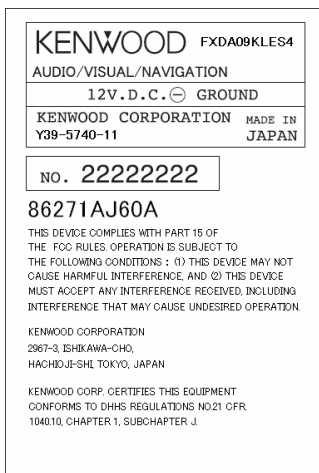 KENWOOD FXDA09KLES4
AUDIO/VISUAL/NAVIGATION
12V.D.C.⊖ GROUND
KENWOOD CORPORATION MADE IN
Y39-5740-11 JAPAN
NO. 22222222
86271AJ60A
THIS DEVICE COMPLIES WITH PART 15 OF
THE FCC RULES. OPERATION IS SUBJECT TO
THE FOLLOWING CONDITIONS : (1) THIS DEVICE MAY NOT
CAUSE HARMFUL INTERFERENCE, AND (2) THIS DEVICE
MUST ACCEPT ANY INTERFERENCE RECEIVED, INCLUDING
INTERFERENCE THAT MAY CAUSE UNDESIRED OPERATION.
KENWOOD CORPORATION
2967-3, ISHIKAWA-CHO,
HACHIOJI-SHI, TOKYO, JAPAN
KENWOOD CORP. CERTIFIES THIS EQUIPMENT
CONFORMS TO DHHS REGULATIONS NO.21 CFR
1040.10, CHAPTER 1, SUBCHAPTER J.